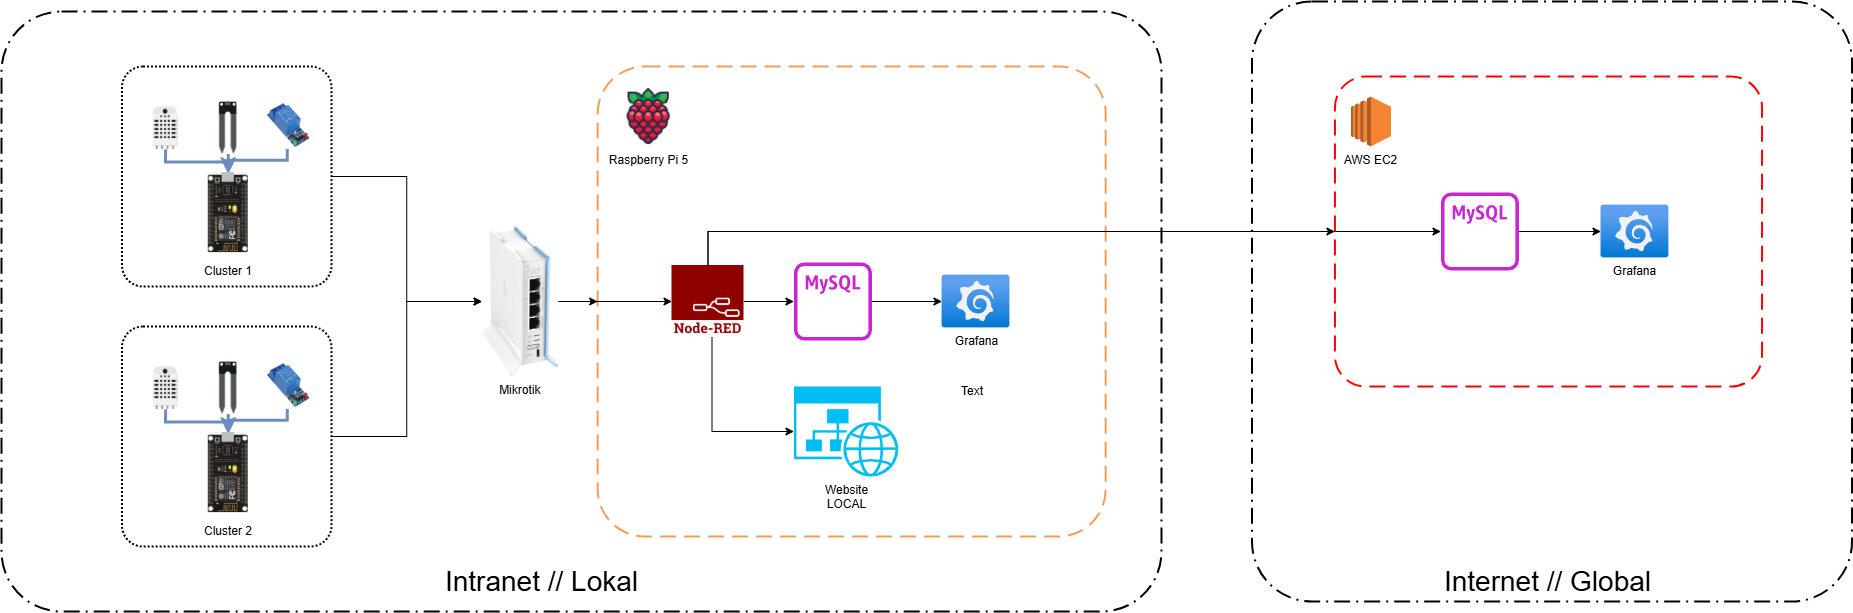 Cluster 1
Cluster 2
Mikrotik
Raspberry Pi 5
Node-RED
MySQL
Grafana
Text
Website
LOCAL
Intranet // Lokal
AWS EC2
MySQL
Grafana
Internet // Global